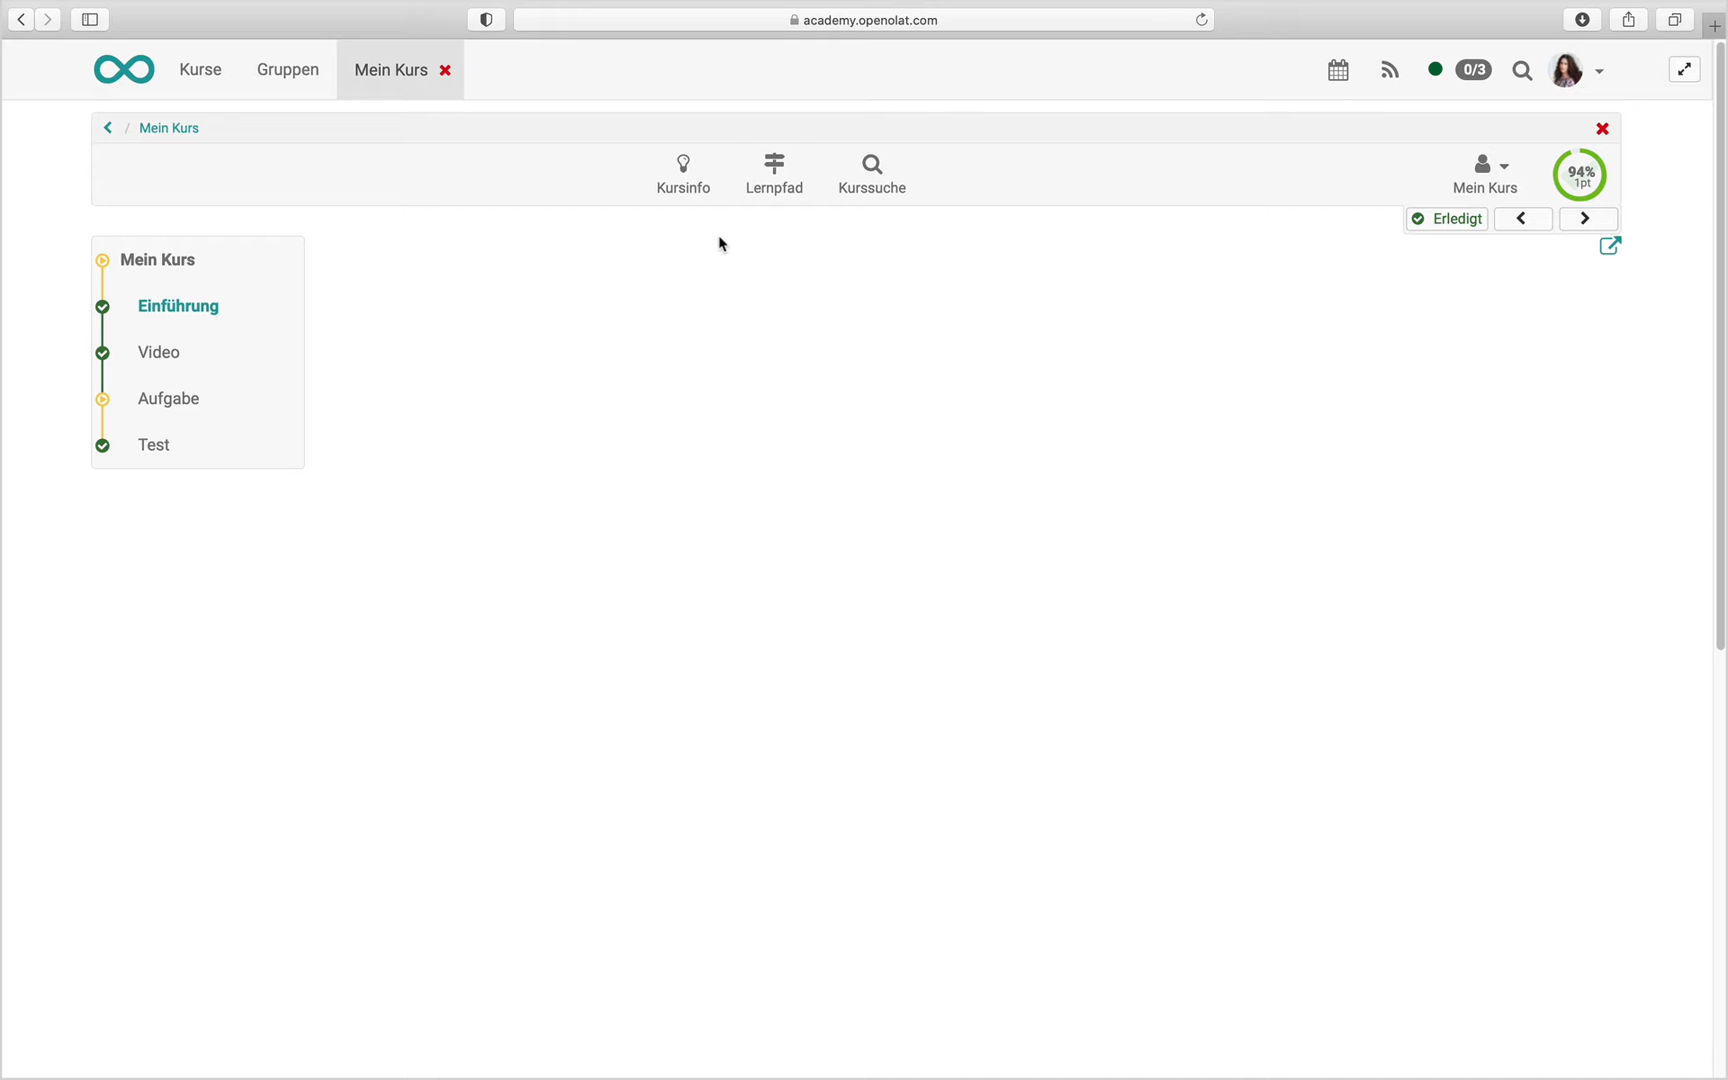 academy.openolat.com
Kurse
Gruppen
Mein Kurs
0/3
/ Mein Kurs
Kursinfo
Lernpfad
Kurssuche
Mein Kurs
94%
1pt
Erledigt
Mein Kurs
Einführung
Video
Aufgabe
Test